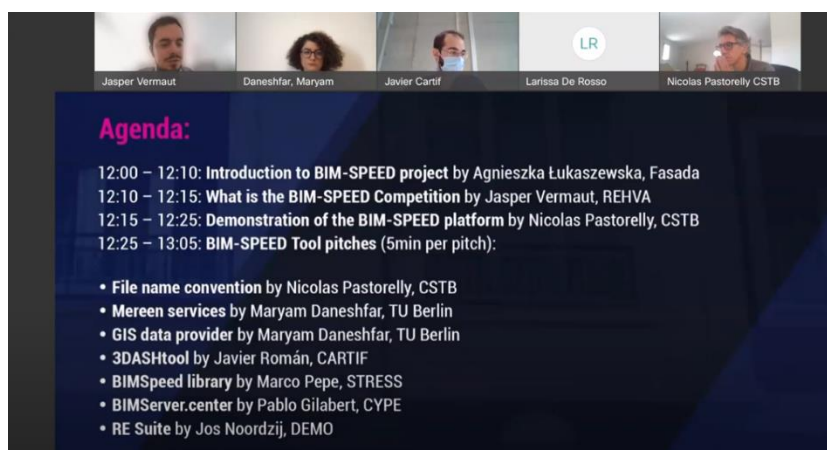 LR
Jasper Vermaut
Daneshfar, Maryam
Javier Cartif
Larissa De Rosso
Nicolas Pastorelly CSTB
Agenda:
12:00 – 12:10: Introduction to BIM-SPEED project by Agnieszka Łukaszewska, Fasada
12:10 – 12:15: What is the BIM-SPEED Competition by Jasper Vermaut, REHVA
12:15 – 12:25: Demonstration of the BIM-SPEED platform by Nicolas Pastorelly, CSTB
12:25 – 13:05: BIM-SPEED Tool pitches (5min per pitch):
• File name convention by Nicolas Pastorelly, CSTB
• Mereen services by Maryam Daneshfar, TU Berlin
• GIS data provider by Maryam Daneshfar, TU Berlin
• 3DASHtool by Javier Román, CARTIF
• BIMSpeed library by Marco Pepe, STRESS
• BIMServer.center by Pablo Gilabert, CYPE
• RE Suite by Jos Noordzij, DEMO